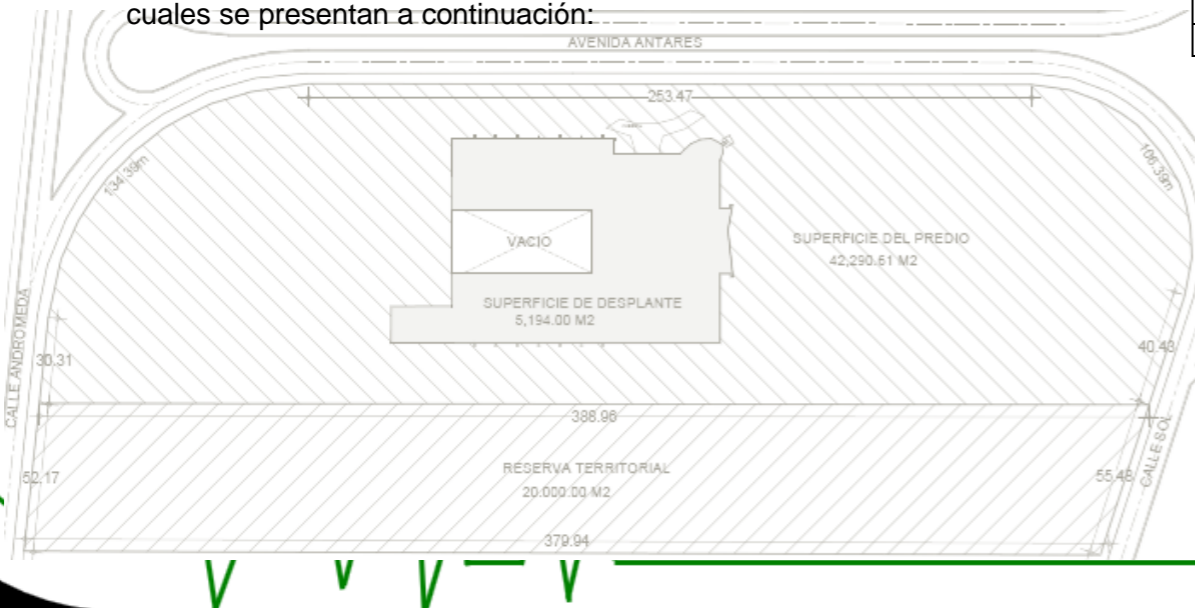 cuales se presentan a continuación:
AVENIDA ANTARES
253.47
134.39m
106.39m
VACIO
SUPERFICIE DEL PREDIO
42,290.61 M2
SUPERFICIE DE DESPLANTE
5,194.00 M2
CALLE ANDROMEDA
30.31
40.43
388.96
CALLE SOL
52.17
RESERVA TERRITORIAL
20.000.00 M2
55.48
379.94